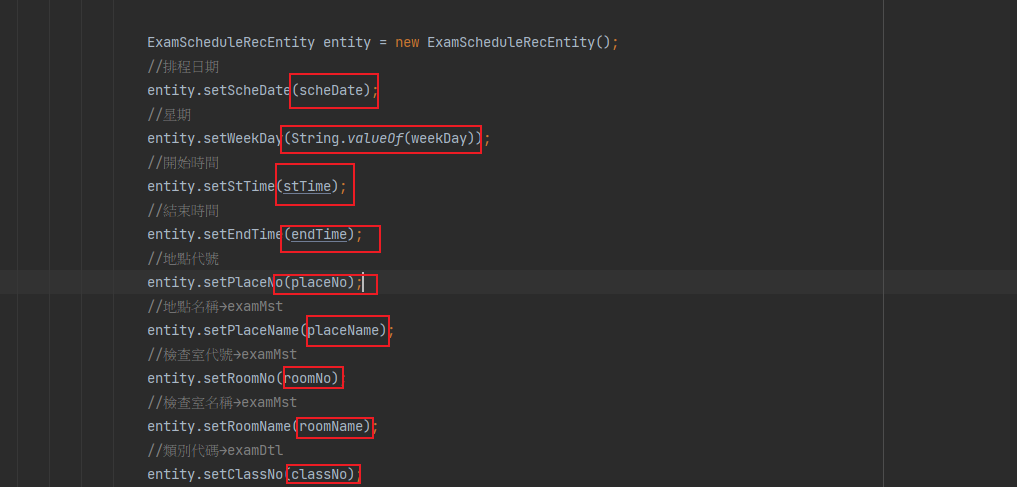 ExamScheduleRecEntity entity = new ExamScheduleRecEntity();
//排程日期
entity.setScheDate(scheDate);
//星期
entity.setWeekDay(String.valueOf(weekDay));
//開始時間
entity.setStTime(stTime);
//結束時間
entity.setEndTime(endTime);
//地點代號
entity.setPlaceNo(placeNo);
//地點名稱→examMst
entity.setPlaceName(placeName);
//檢查室代號→examMst
entity.setRoomNo(roomNo);
//檢查室名稱→examMst
entity.setRoomName(roomName);
//類別代碼→examDtl
entity.setClassNo(classNo);